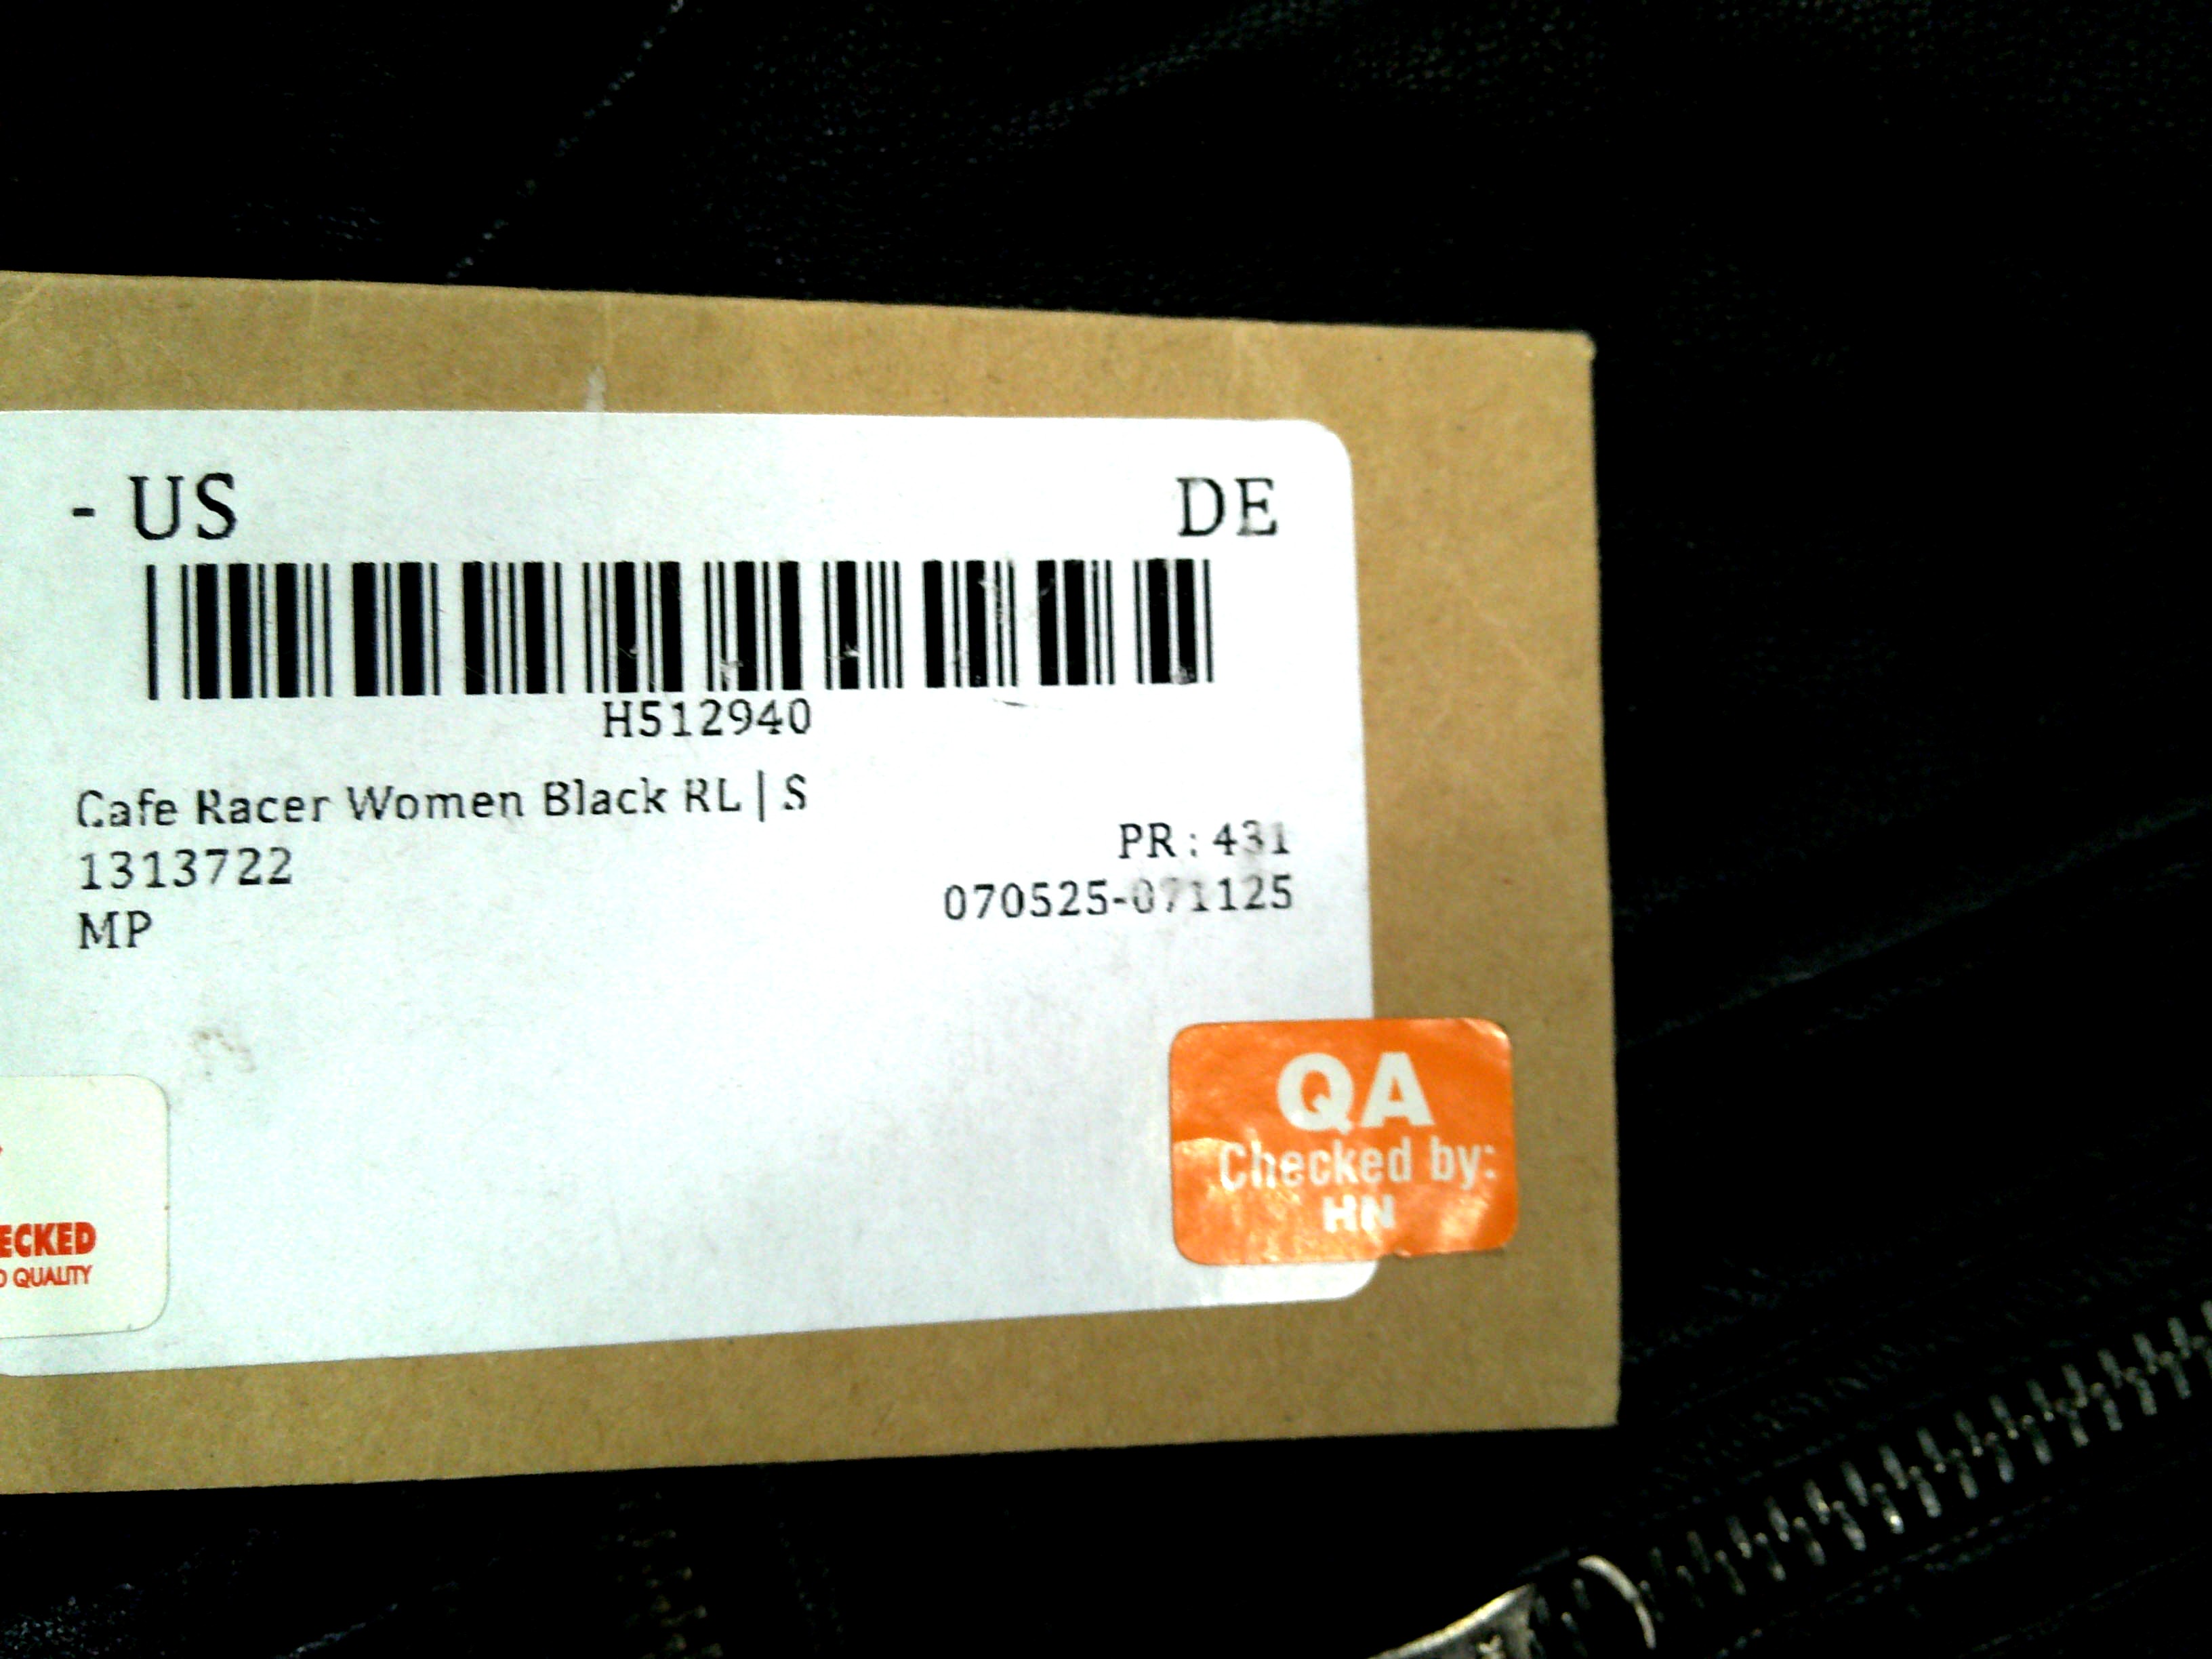 - US DE
H512940
Cafe Racer Women Black RL | S
1313722
PR : 431
MP
070525-071125
QA
Checked by:
HN
ECKED
QUALITY